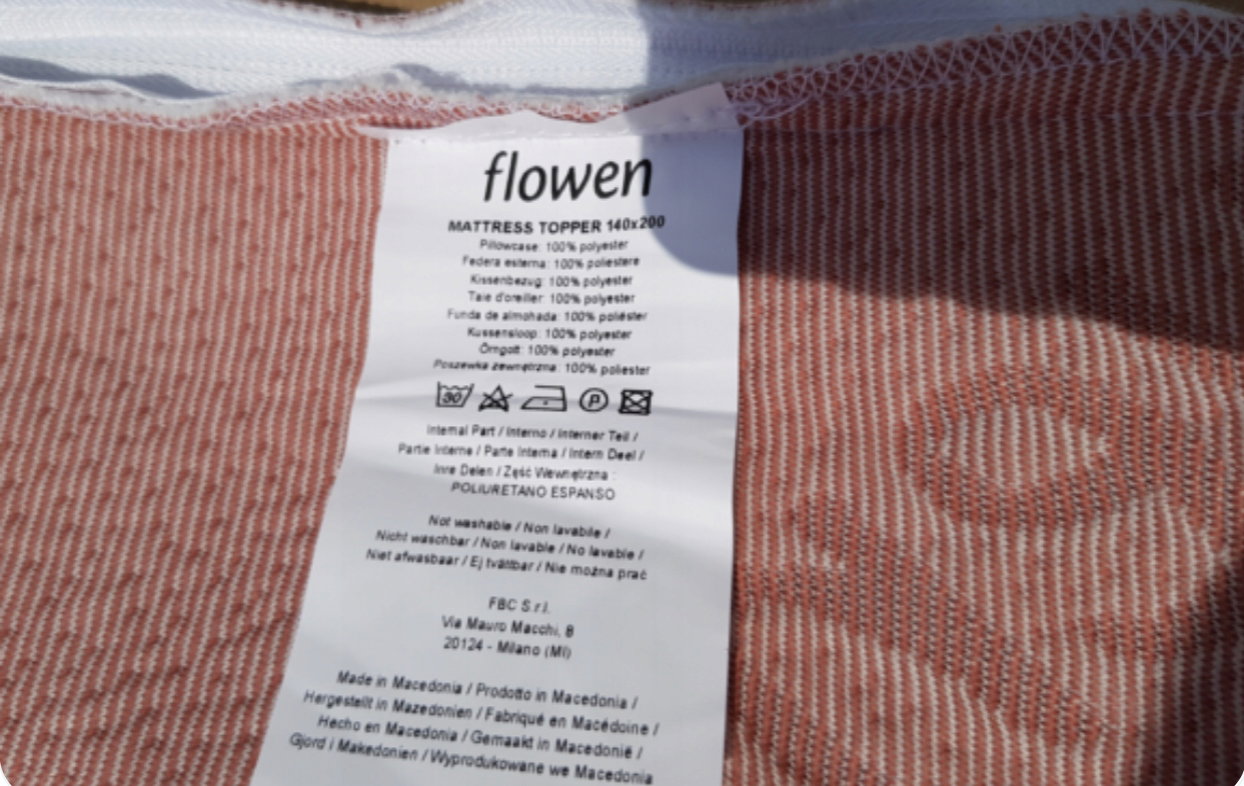 flowen
MATTRESS TOPPER 140x200
Pillowcase: 100% polyester
Federa esterna: 100% poliestere
Kissenbezug: 100% polyester
Taie d'oreiller: 100% polyester
Funda de almohada: 100% poliéster
Kussensloop: 100% polyester
Örngott: 100% polyester
Poszewka zewnętrzna: 100% poliester
30 P
Internal Part / Interno / Interner Teil /
Partie Interne / Parte Interna / Intern Deel /
Inre Delen / Zęść Wewnętrzna :
POLIURETANO ESPANSO
Not washable / Non lavabile /
Nicht waschbar / Non lavable / No lavable /
Niet afwasbaar / Ej tvättbar / Nie można prać
FBC S.r.l.
Via Mauro Macchi, 8
20124 - Milano (MI)
Made in Macedonia / Prodotto in Macedonia /
Hergestellt in Mazedonien / Fabriqué en Macédoine /
Hecho en Macedonia / Gemaakt in Macedonië /
Gjord i Makedonien / Wyprodukowane we Macedonia